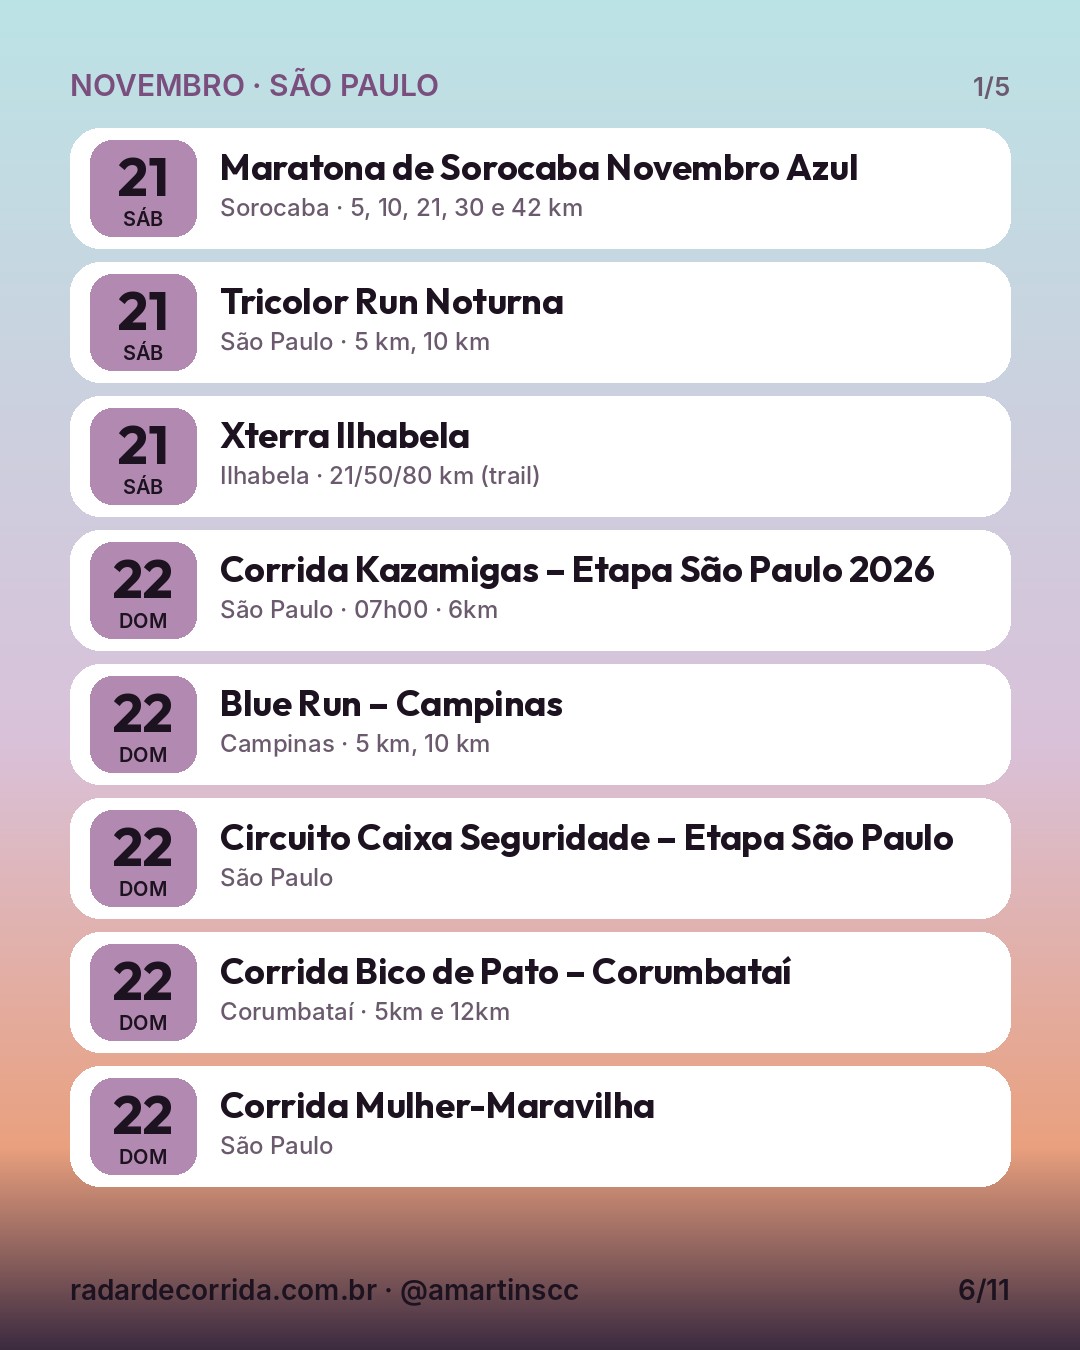 NOVEMBRO · SÃO PAULO
1/5
21
SÁB
Maratona de Sorocaba Novembro Azul
Sorocaba · 5, 10, 21, 30 e 42 km
21
SÁB
Tricolor Run Noturna
São Paulo · 5 km, 10 km
21
SÁB
Xterra Ilhabela
Ilhabela · 21/50/80 km (trail)
22
DOM
Corrida Kazamigas – Etapa São Paulo 2026
São Paulo · 07h00 · 6km
22
DOM
Blue Run – Campinas
Campinas · 5 km, 10 km
22
DOM
Circuito Caixa Seguridade – Etapa São Paulo
São Paulo
22
DOM
Corrida Bico de Pato – Corumbataí
Corumbataí · 5km e 12km
22
DOM
Corrida Mulher-Maravilha
São Paulo
radardecorrida.com.br · @amartinscc
6/11